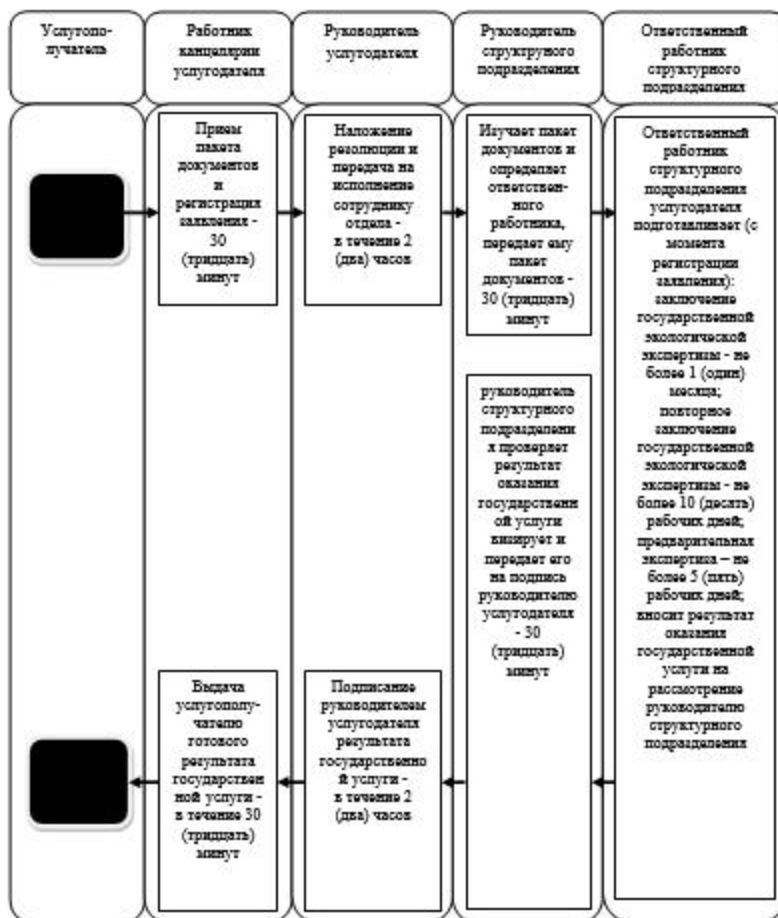 Услугопо-
лучатель
Работник
канцелярии
услугодателя
Руководитель
услугодателя
Руководитель
структруного
подразделения
Ответственный
работник
структурного
подразделения
Прием
пакета
документов
и
регистрация
заявления -
30
(тридцать)
минут
Наложение
резолюции и
передача на
исполнение
сотруднику
отдела -
в течение 2
(два) часов
Изучает пакет
документов и
определяет
ответствен-
ного
работника,
передает ему
пакет
документов -
30 (тридцать)
минут
Ответственный
работник
структурного
подразделения
услугодателя
подготавливает (с
момента
регистрации
заявления):
заключение
государственной
экологической
экспертизы - не
более 1 (один)
месяца;
повторное
заключение
государственной
экологической
экспертизы - не
более 10 (десять)
рабочих дней;
предварительная
экспертиза – не
более 5 (пять)
рабочих дней;
вносит результат
оказания
государственной
услуги на
рассмотрение
руководителю
структурного
подразделения
руководитель
структурного
подразделени
я проверяет
результат
оказания
государственн
ой услуги
визирует и
передает его
на подпись
руководителю
услугодателя
- 30
(тридцать)
минут
Подписание
руководителем
услугодателя
результата
государственно
й услуги -
в течение 2
(два) часов
Выдача
услугополу-
чателю
готового
результата
государствен
ной услуги -
в течение 30
(тридцать)
минут